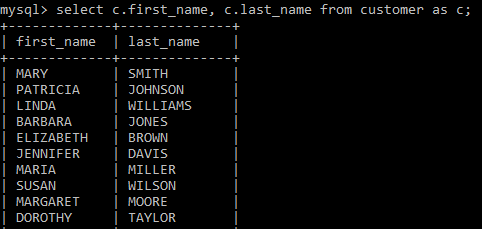 mysql> select c.first_name, c.last_name from customer as c;
+-------------+--------------+
| first_name  | last_name    |
+-------------+--------------+
| MARY        | SMITH        |
| PATRICIA    | JOHNSON      |
| LINDA       | WILLIAMS     |
| BARBARA     | JONES        |
| ELIZABETH   | BROWN        |
| JENNIFER    | DAVIS        |
| MARIA       | MILLER       |
| SUSAN       | WILSON       |
| MARGARET    | MOORE        |
| DOROTHY     | TAYLOR       |